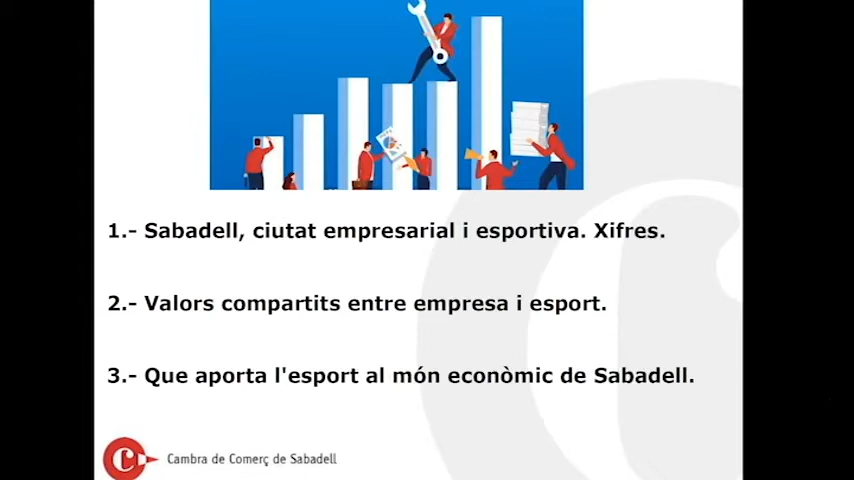 1.- Sabadell, ciutat empresarial i esportiva. Xifres.
2.- Valors compartits entre empresa i esport.
3.- Que aporta l'esport al món econòmic de Sabadell.
Cambra de Comerç de Sabadell